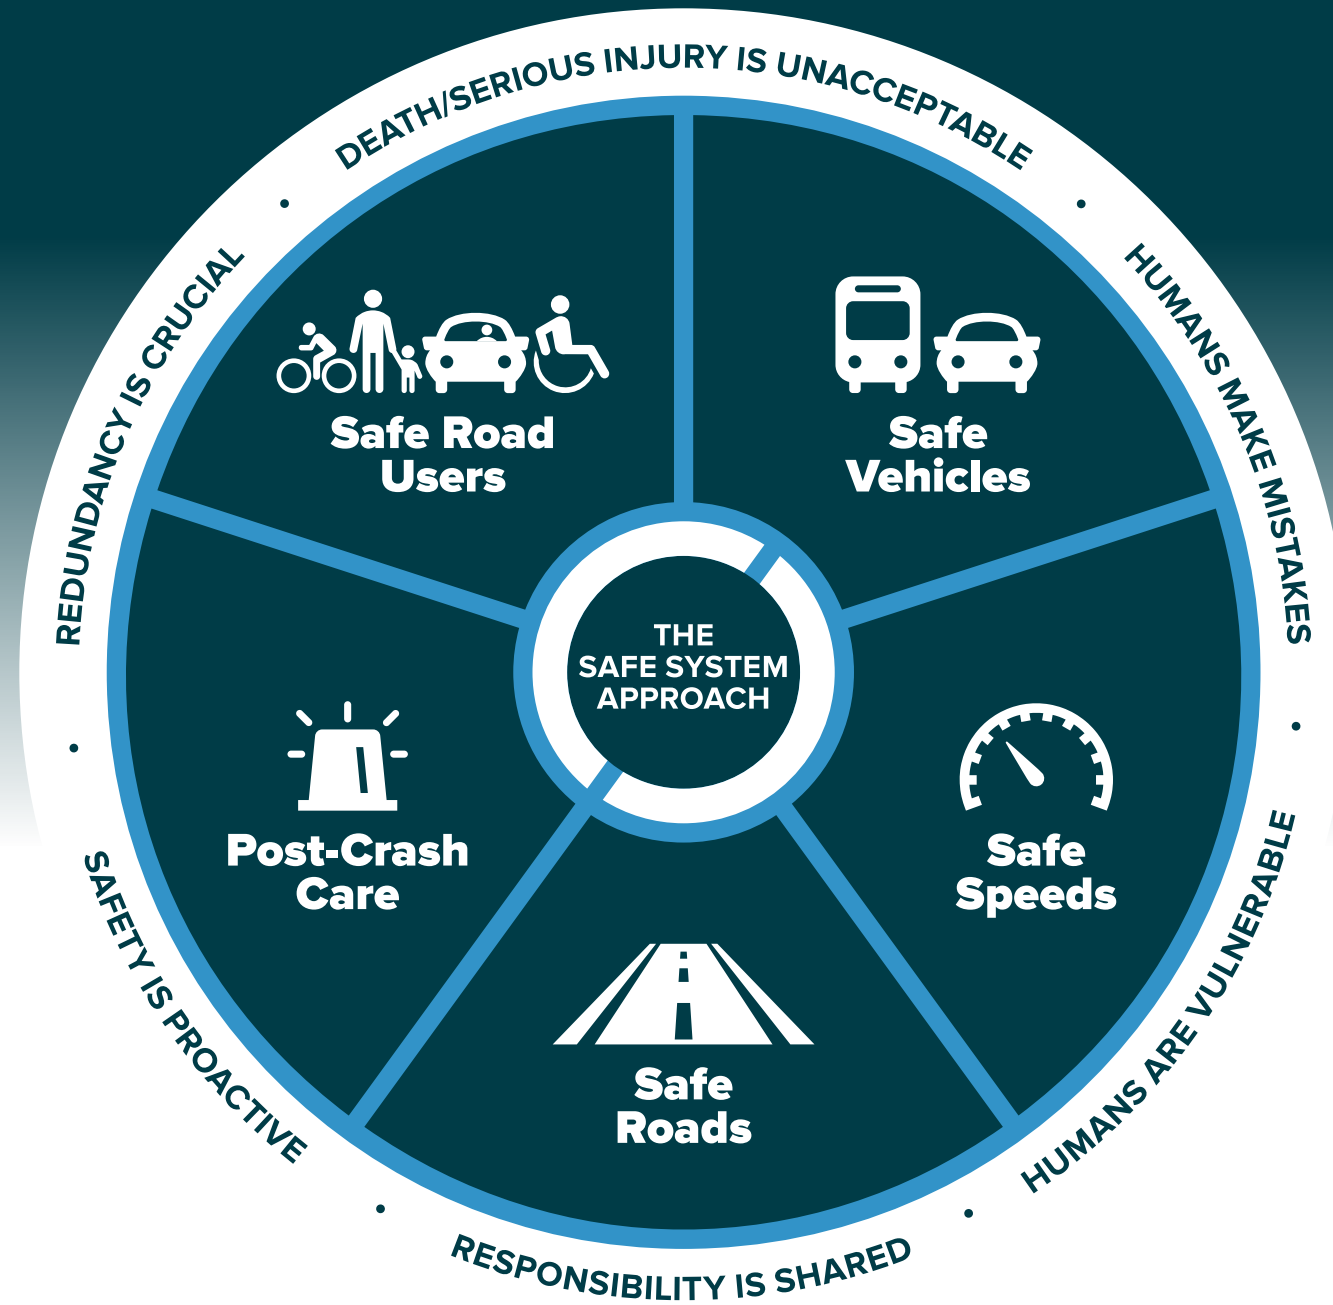 DEATH/SERIOUS INJURY IS UNACCEPTABLE
HUMANS MAKE MISTAKES
HUMANS ARE VULNERABLE
RESPONSIBILITY IS SHARED
SAFETY IS PROACTIVE
REDUNDANCY IS CRUCIAL
Safe Road
Users
Safe
Vehicles
Safe
Speeds
Safe
Roads
Post-Crash
Care
THE
SAFE SYSTEM
APPROACH